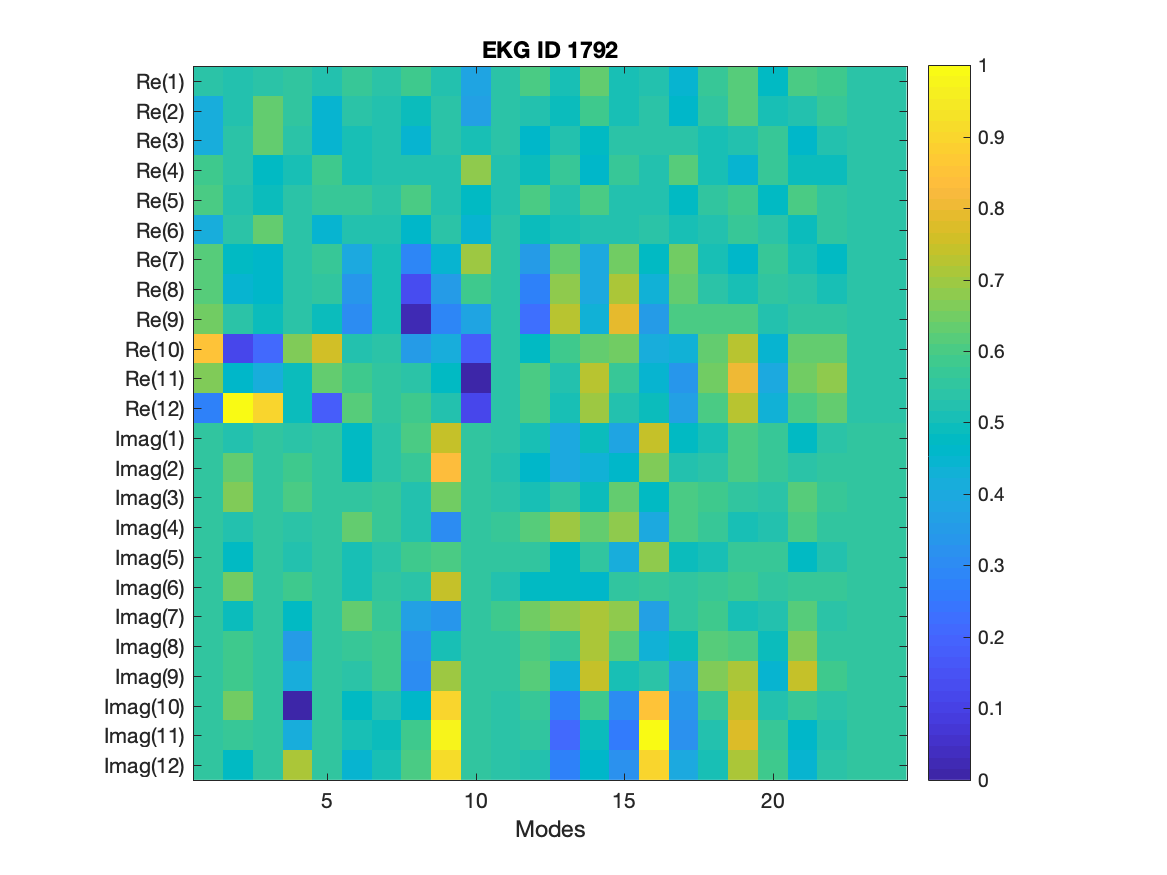 EKG ID 1792
Re(1)
Re(2)
Re(3)
Re(4)
Re(5)
Re(6)
Re(7)
Re(8)
Re(9)
Re(10)
Re(11)
Re(12)
Imag(1)
Imag(2)
Imag(3)
Imag(4)
Imag(5)
Imag(6)
Imag(7)
Imag(8)
Imag(9)
Imag(10)
Imag(11)
Imag(12)
5 10 15 20
Modes
1
0.9
0.8
0.7
0.6
0.5
0.4
0.3
0.2
0.1
0